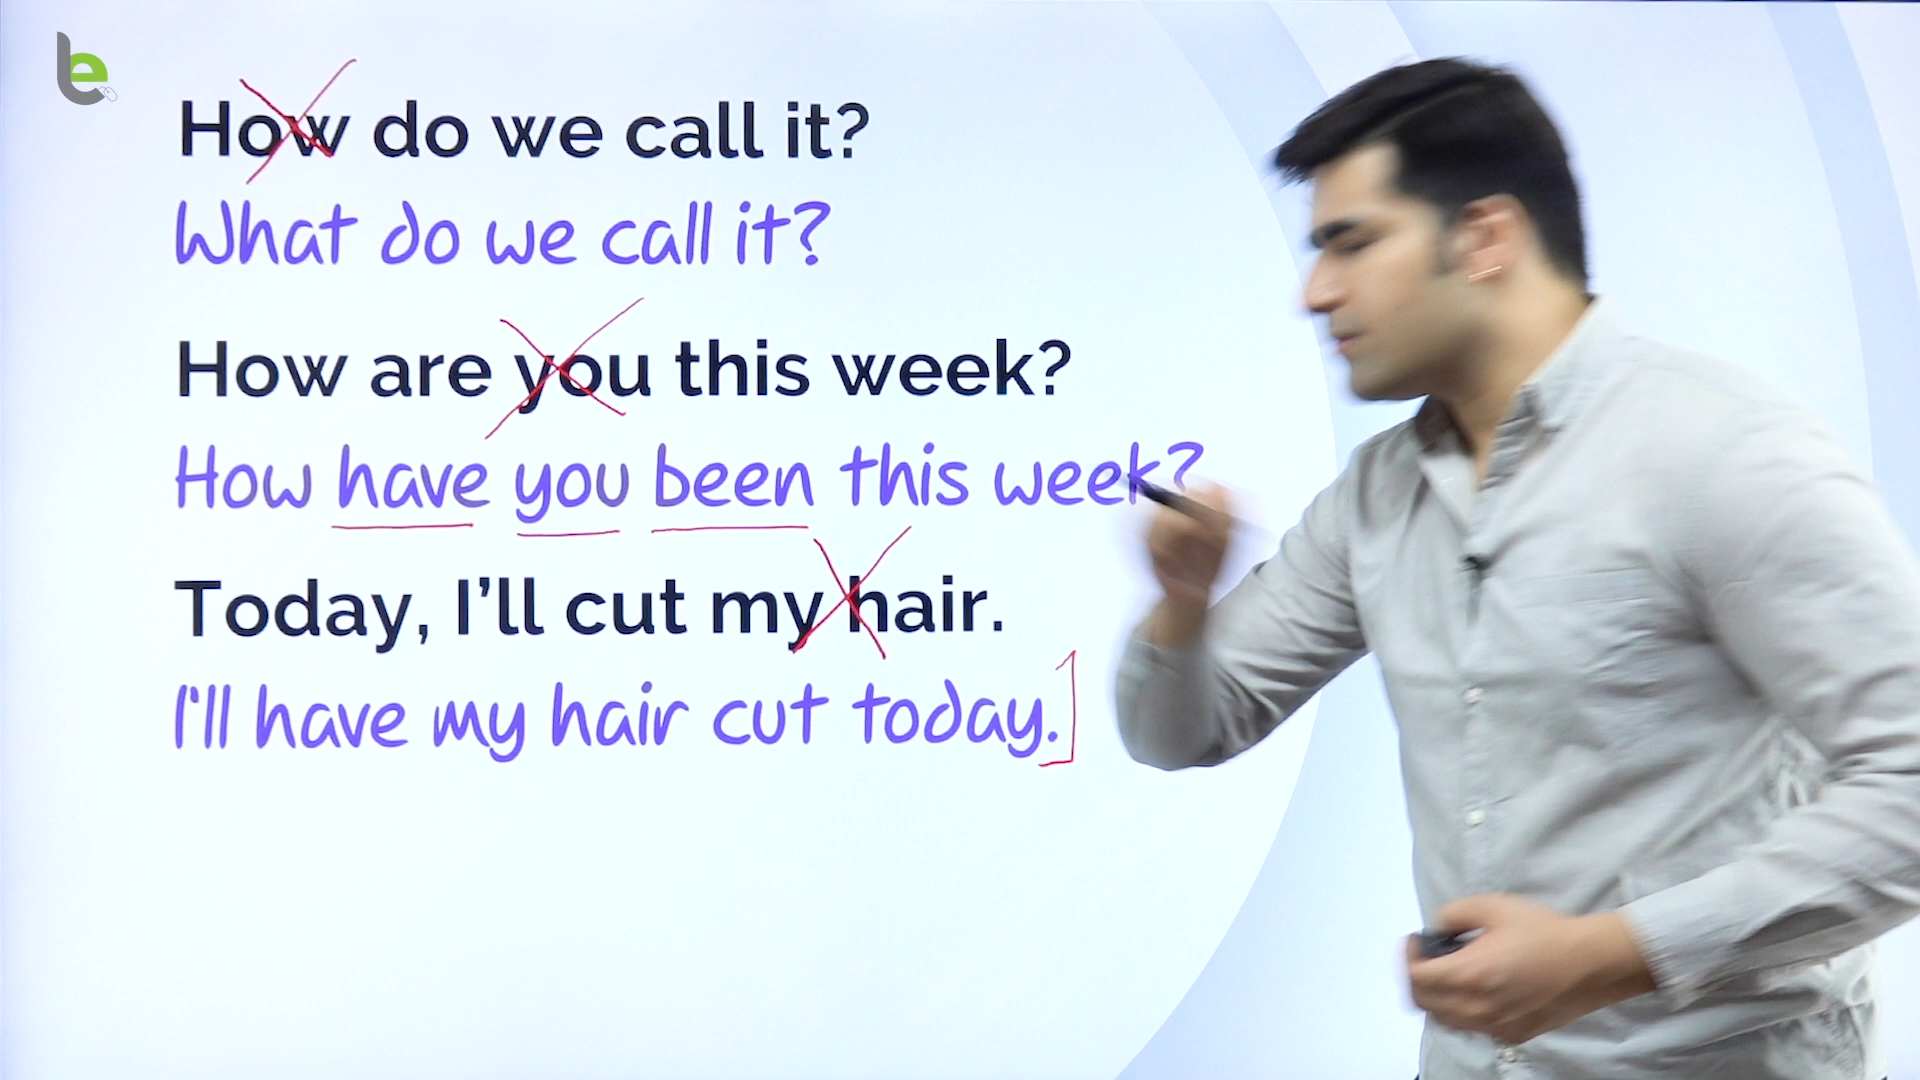 How do we call it?
What do we call it?
How are you this week?
How have you been this week?
Today, I'll cut my hair.
I'll have my hair cut today.